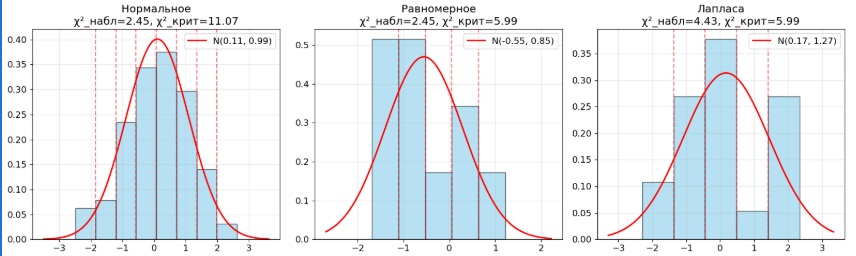 Нормальное
χ²_набл=2.45, χ²_крит=11.07
N(0.11, 0.99)
0.40
0.35
0.30
0.25
0.20
0.15
0.10
0.05
0.00
−3 −2 −1 0 1 2 3
Равномерное
χ²_набл=2.45, χ²_крит=5.99
N(-0.55, 0.85)
0.5
0.4
0.3
0.2
0.1
0.0
−2 −1 0 1 2
Лапласа
χ²_набл=4.43, χ²_крит=5.99
N(0.17, 1.27)
0.35
0.30
0.25
0.20
0.15
0.10
0.05
0.00
−3 −2 −1 0 1 2 3